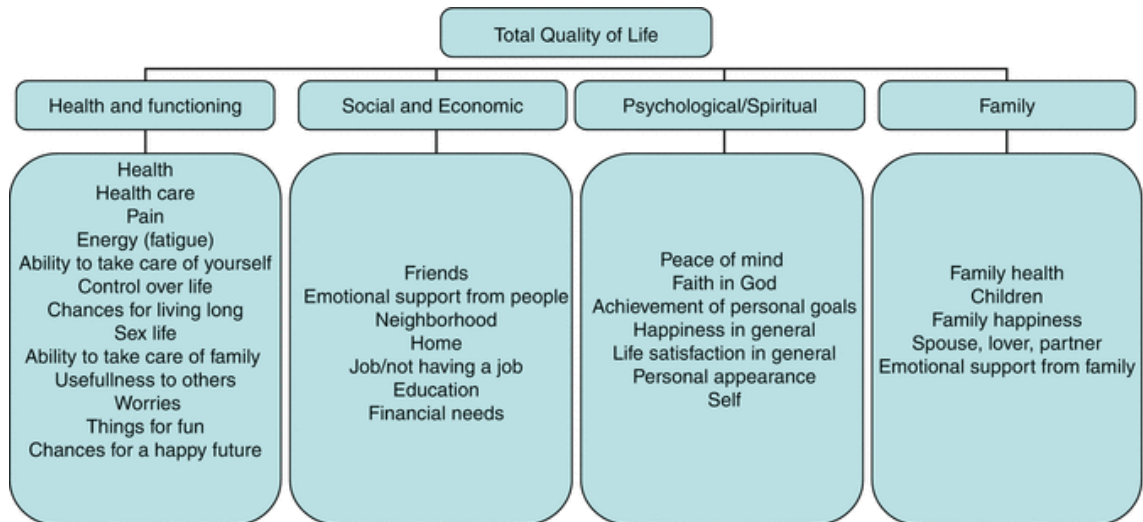 Total Quality of Life
Health and functioning
Social and Economic
Psychological/Spiritual
Family
Health
Health care
Pain
Energy (fatigue)
Ability to take care of yourself
Control over life
Chances for living long
Sex life
Ability to take care of family
Usefullness to others
Worries
Things for fun
Chances for a happy future
Friends
Emotional support from people
Neighborhood
Home
Job/not having a job
Education
Financial needs
Peace of mind
Faith in God
Achievement of personal goals
Happiness in general
Life satisfaction in general
Personal appearance
Self
Family health
Children
Family happiness
Spouse, lover, partner
Emotional support from family